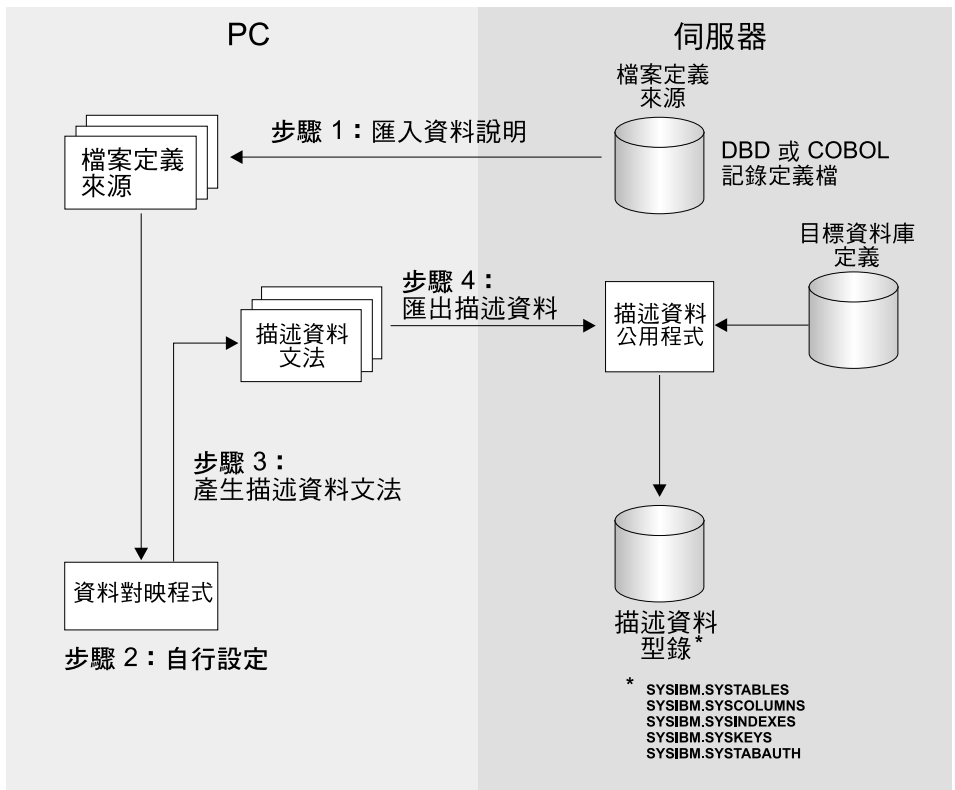 PC
伺服器
檔案定義
來源
步驟 1：匯入資料說明
檔案定義
來源
DBD 或 COBOL
記錄定義檔
目標資料庫
定義
步驟 4：
匯出描述資料
描述資料
文法
描述資料
公用程式
步驟 3：
產生描述資料文法
資料對映程式
步驟 2：自行設定
描述資料
型錄*
* SYSIBM.SYSTABLES
SYSIBM.SYSCOLUMNS
SYSIBM.SYSINDEXES
SYSIBM.SYSKEYS
SYSIBM.SYSTABAUTH